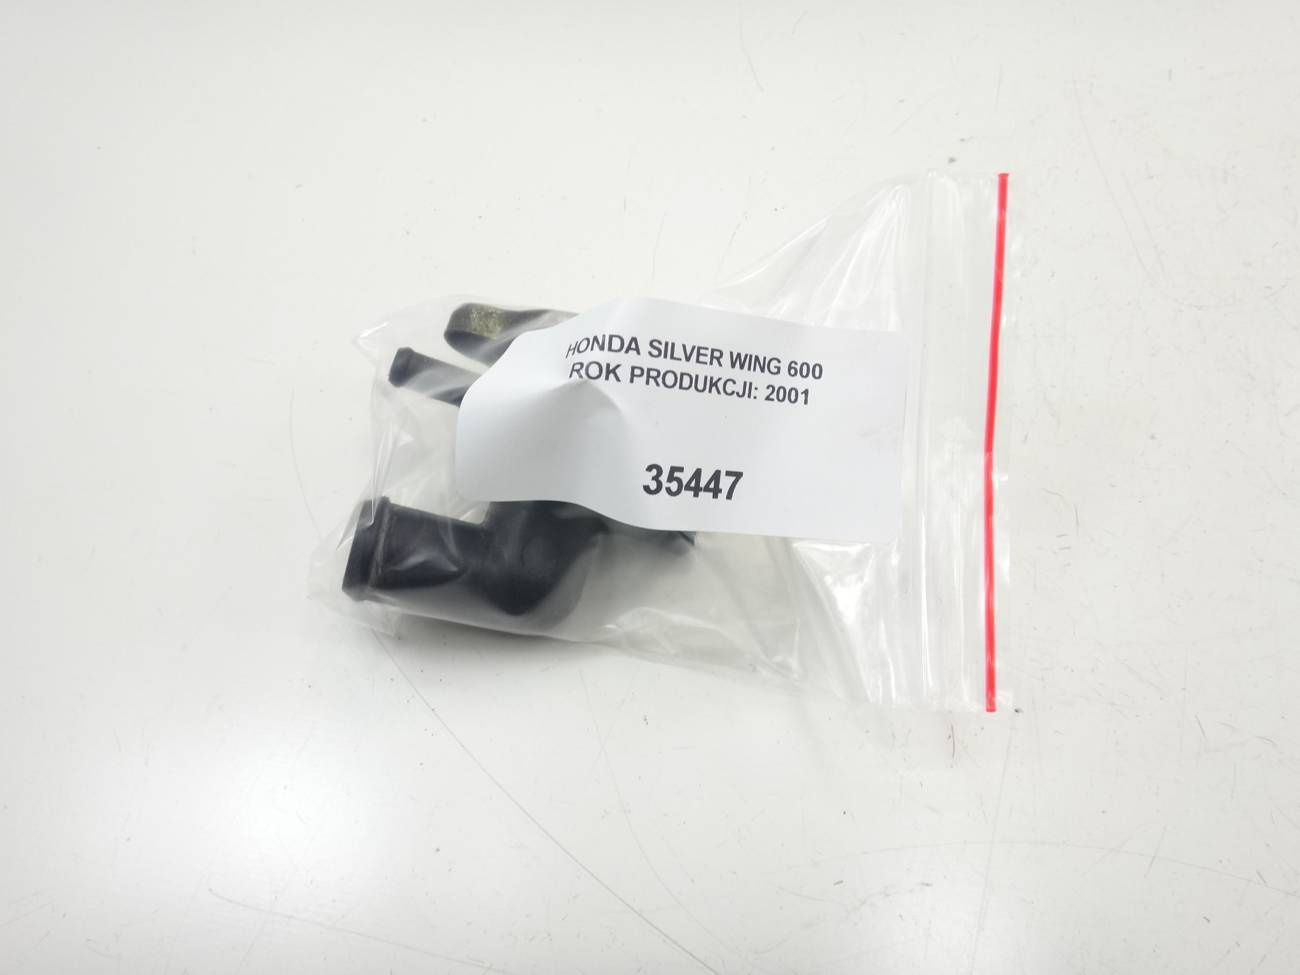 HONDA SILVER WING 600
ROK PRODUKCJI: 2001
35447